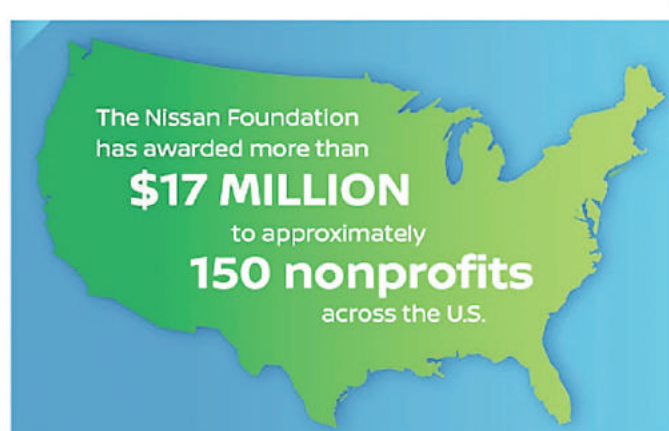 The Nissan Foundation
has awarded more than
$17 MILLION
to approximately
150 nonprofits
across the U.S.